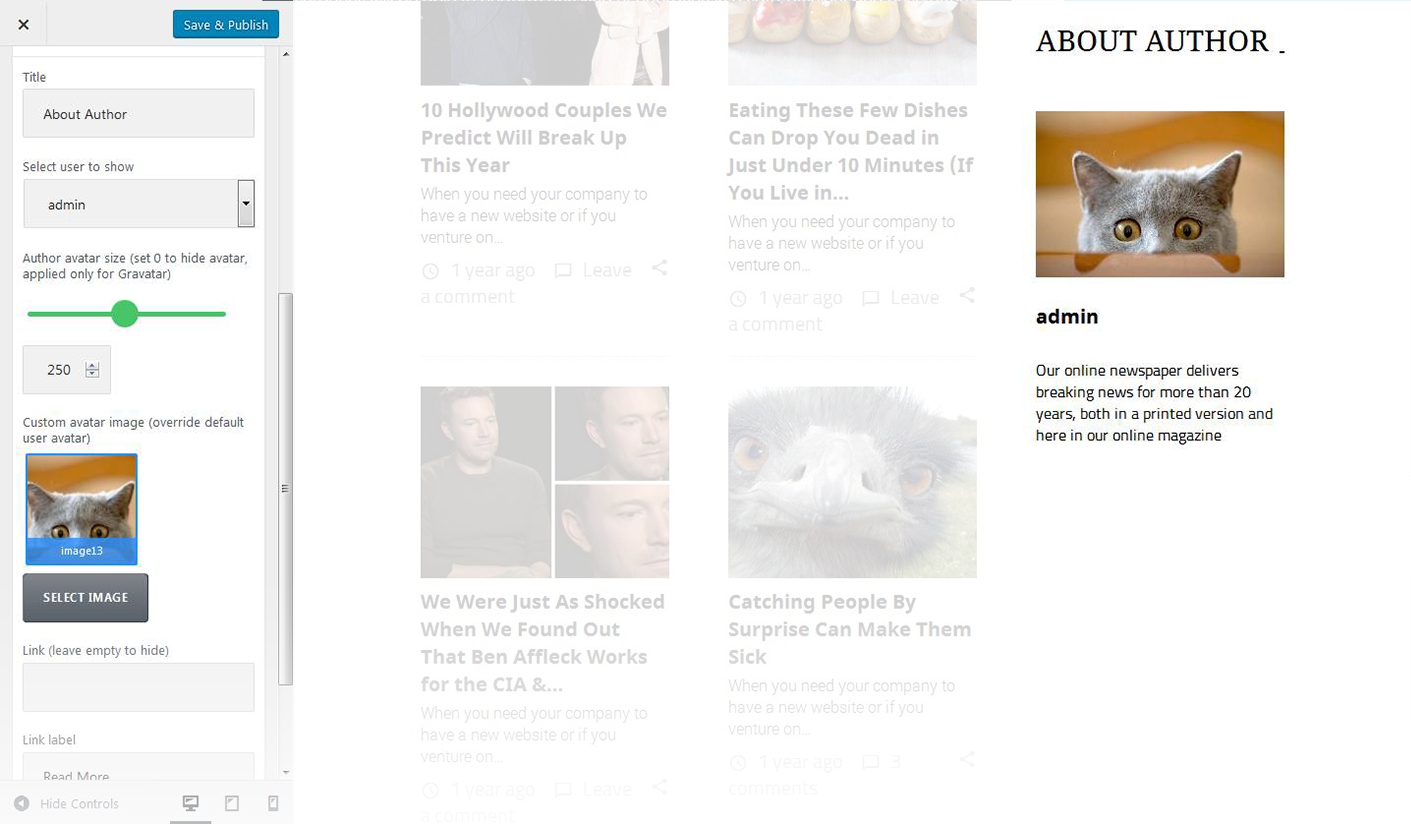 Save & Publish
Title
About Author
Select user to show
admin
Author avatar size (set 0 to hide avatar,
applied only for Gravatar)
250
Custom avatar image (override default
user avatar)
image13
SELECT IMAGE
Link (leave empty to hide)
Link label
Read More
Hide Controls
10 Hollywood Couples We
Predict Will Break Up
This Year
When you need your company to
have a new website or if you
venture on...
1 year ago
Leave
a comment
Eating These Few Dishes
Can Drop You Dead in
Just Under 10 Minutes (If
You Live in...
When you need your company to
have a new website or if you
venture on...
1 year ago
Leave
a comment
We Were Just As Shocked
When We Found Out
That Ben Affleck Works
for the CIA &...
When you need your company to
have a new website or if you
venture on...
1 year ago
Leave
a comment
Catching People By
Surprise Can Make Them
Sick
When you need your company to
have a new website or if you
venture on...
1 year ago
3
comments
ABOUT AUTHOR
admin
Our online newspaper delivers
breaking news for more than 20
years, both in a printed version and
here in our online magazine